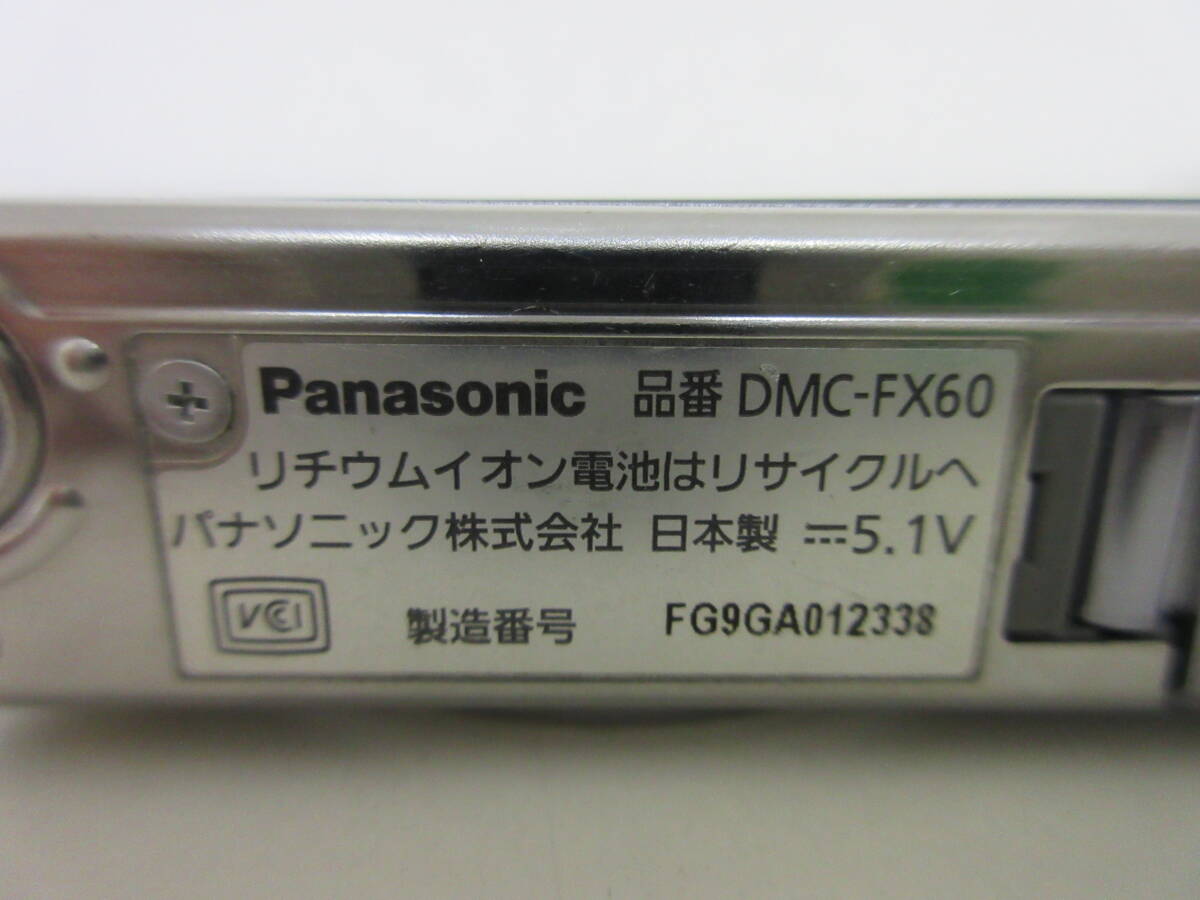 Panasonic 品番 DMC-FX60
リチウムイオン電池はリサイクルへ
パナソニック株式会社 日本製 ⎓5.1V
VCI 製造番号 FG9GA012338